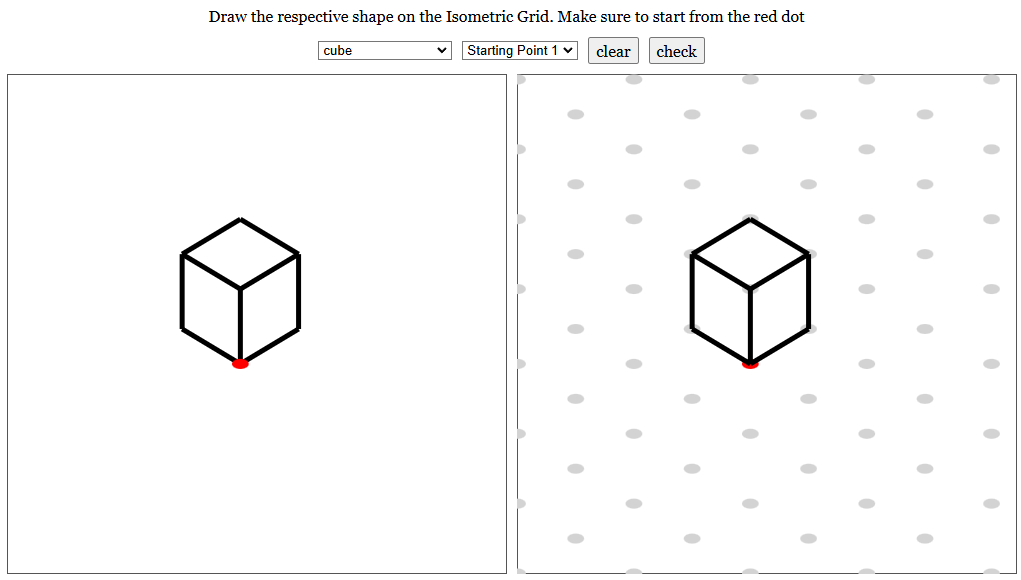 Draw the respective shape on the Isometric Grid. Make sure to start from the red dot
cube Starting Point 1 clear check